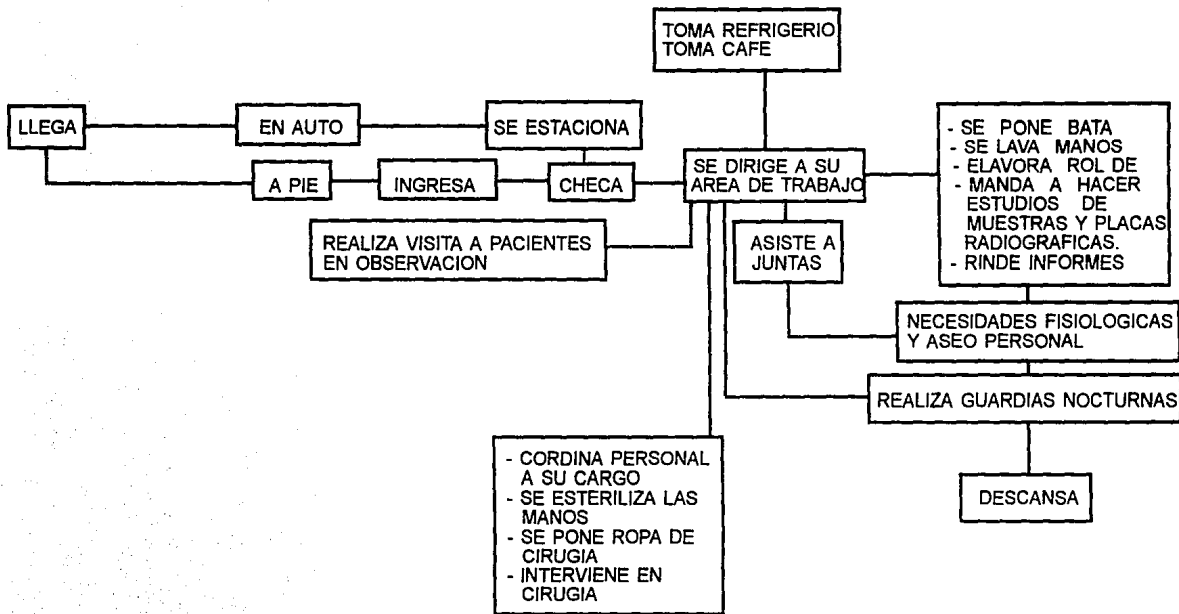 TOMA REFRIGERIO
TOMA CAFE
LLEGA
EN AUTO
SE ESTACIONA
A PIE
INGRESA
CHECA
SE DIRIGE A SU
AREA DE TRABAJO
- SE PONE BATA
- SE LAVA MANOS
- ELAVORA ROL DE
- MANDA A HACER
ESTUDIOS DE
MUESTRAS Y PLACAS
RADIOGRAFICAS.
- RINDE INFORMES
REALIZA VISITA A PACIENTES
EN OBSERVACION
ASISTE A
JUNTAS
NECESIDADES FISIOLOGICAS
Y ASEO PERSONAL
REALIZA GUARDIAS NOCTURNAS
- CORDINA PERSONAL
A SU CARGO
- SE ESTERILIZA LAS
MANOS
- SE PONE ROPA DE
CIRUGIA
- INTERVIENE EN
CIRUGIA
DESCANSA